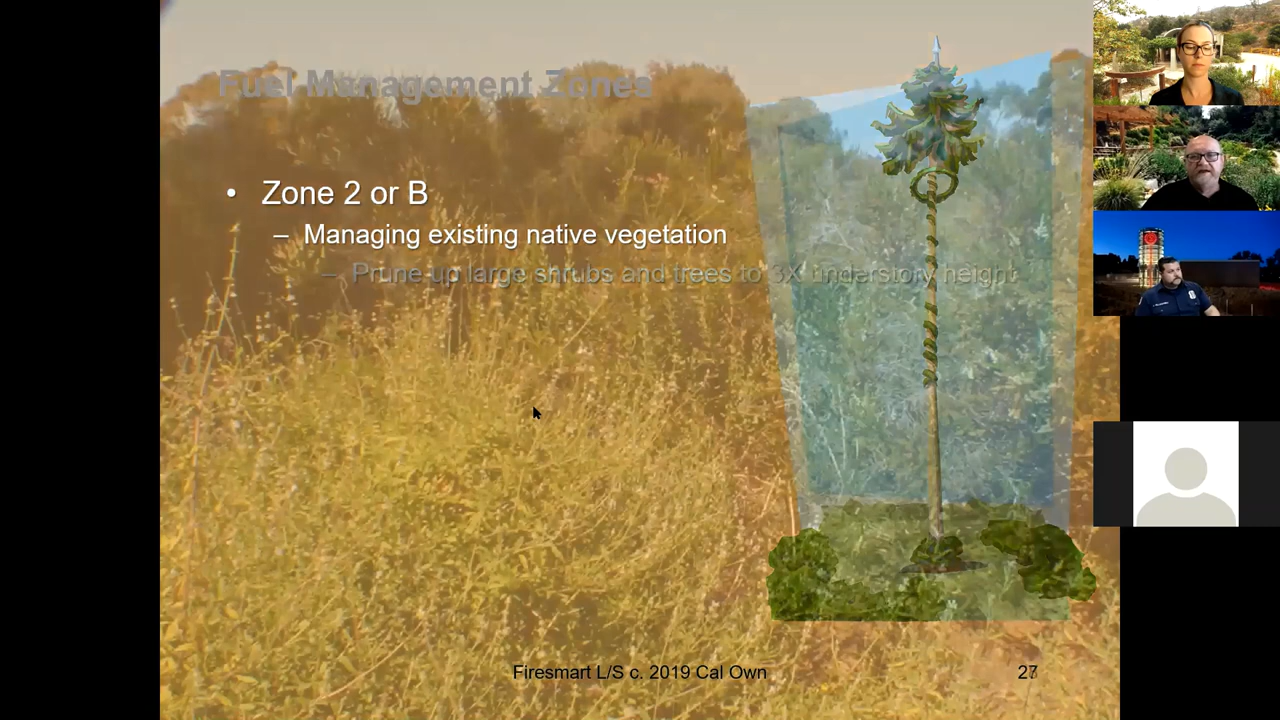 Fuel Management Zones
• Zone 2 or B
– Managing existing native vegetation
– Prune up large shrubs and trees to 3X understory height
Firesmart L/S c. 2019 Cal Own